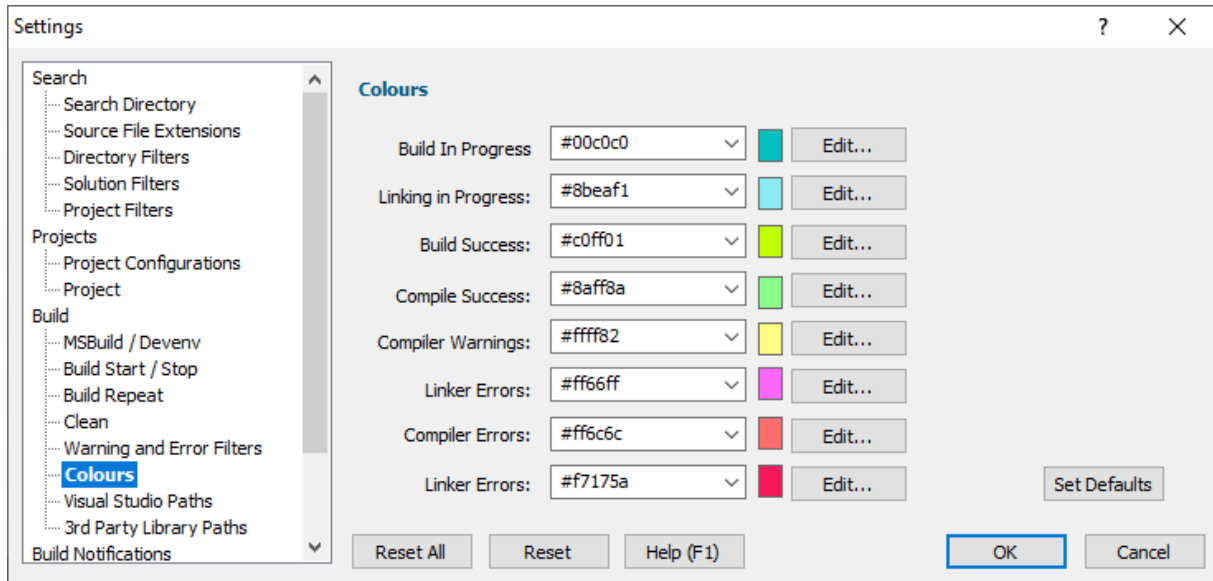 Settings
?
Search
Search Directory
Source File Extensions
Directory Filters
Solution Filters
Project Filters
Projects
Project Configurations
Project
Build
MSBuild / Devenv
Build Start / Stop
Build Repeat
Clean
Warning and Error Filters
Colours
Visual Studio Paths
3rd Party Library Paths
Build Notifications
Colours
Build In Progress #00c0c0 Edit...
Linking in Progress: #8beaf1 Edit...
Build Success: #c0ff01 Edit...
Compile Success: #8aff8a Edit...
Compiler Warnings: #ffff82 Edit...
Linker Errors: #ff66ff Edit...
Compiler Errors: #ff6c6c Edit...
Linker Errors: #f7175a Edit...
Set Defaults
Reset All Reset Help (F1) OK Cancel